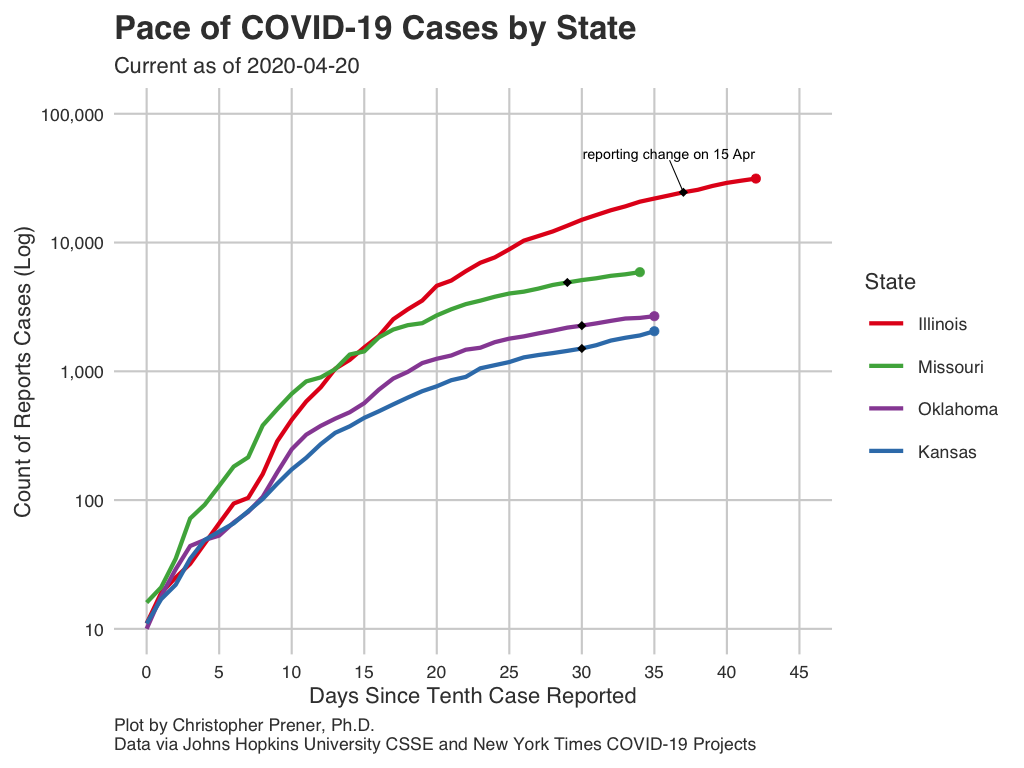 Pace of COVID-19 Cases by State
Current as of 2020-04-20
Count of Reports Cases (Log)
100,000
10,000
1,000
100
10
reporting change on 15 Apr
0 5 10 15 20 25 30 35 40 45
Days Since Tenth Case Reported
State
Illinois
Missouri
Oklahoma
Kansas
Plot by Christopher Prener, Ph.D.
Data via Johns Hopkins University CSSE and New York Times COVID-19 Projects